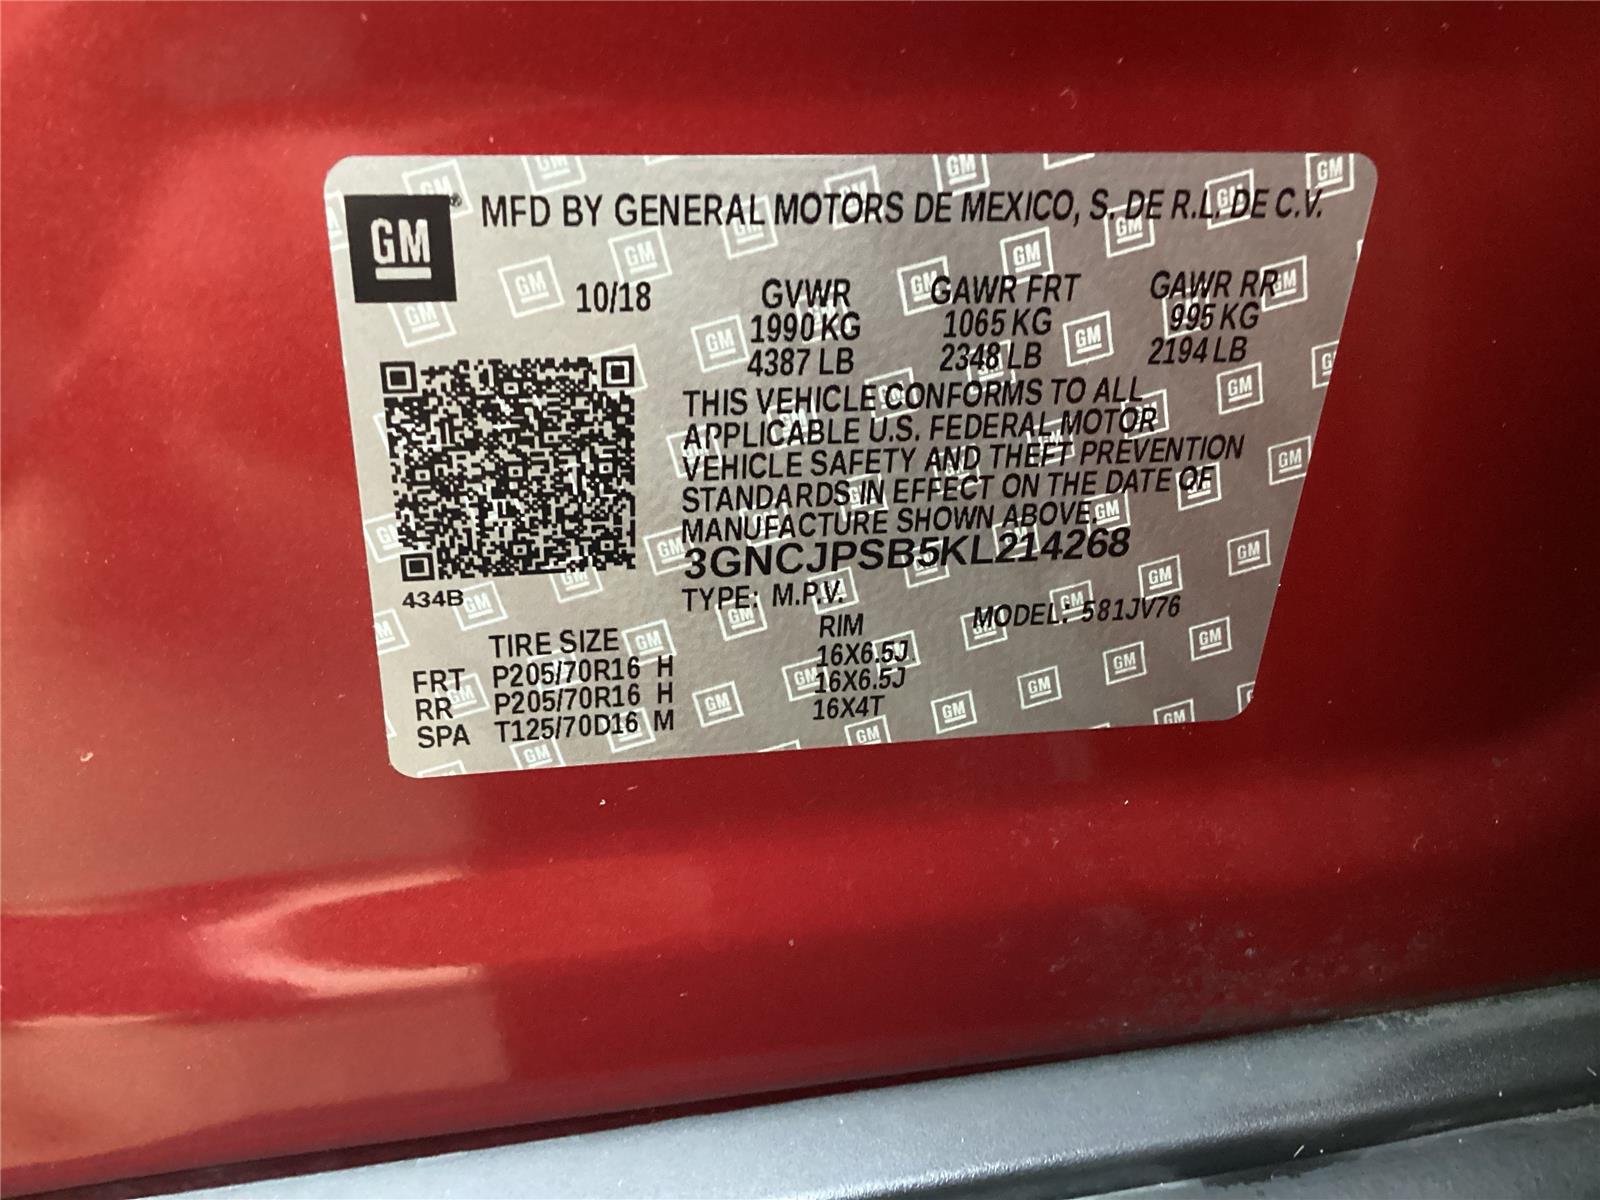 GM® MFD BY GENERAL MOTORS DE MEXICO, S. DE R.L. DE C.V.
10/18 GVWR GAWR FRT GAWR RR
1990 KG 1065 KG 995 KG
4387 LB 2348 LB 2194 LB
THIS VEHICLE CONFORMS TO ALL
APPLICABLE U.S. FEDERAL MOTOR
VEHICLE SAFETY AND THEFT PREVENTION
STANDARDS IN EFFECT ON THE DATE OF
MANUFACTURE SHOWN ABOVE.
3GNCJPSB5KL214268
434B TYPE: M.P.V. MODEL: 581JV76
TIRE SIZE RIM
FRT P205/70R16 H 16X6.5J
RR P205/70R16 H 16X6.5J
SPA T125/70D16 M 16X4T